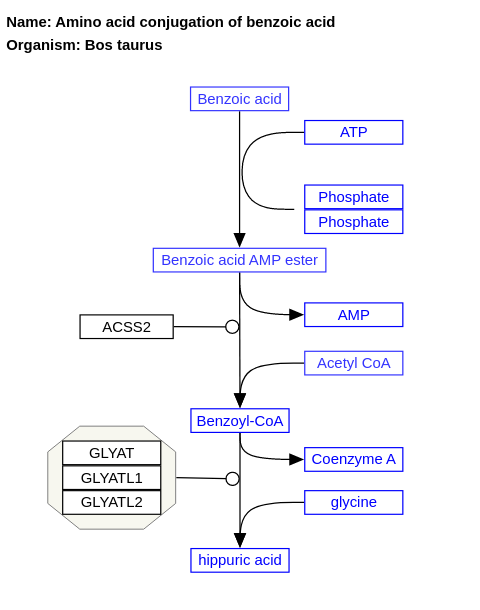 Name: Amino acid conjugation of benzoic acid
Organism: Bos taurus
Benzoic acid
ATP
Phosphate
Phosphate
Benzoic acid AMP ester
AMP
ACSS2
Acetyl CoA
Benzoyl-CoA
GLYAT
Coenzyme A
GLYATL1
GLYATL2
glycine
hippuric acid